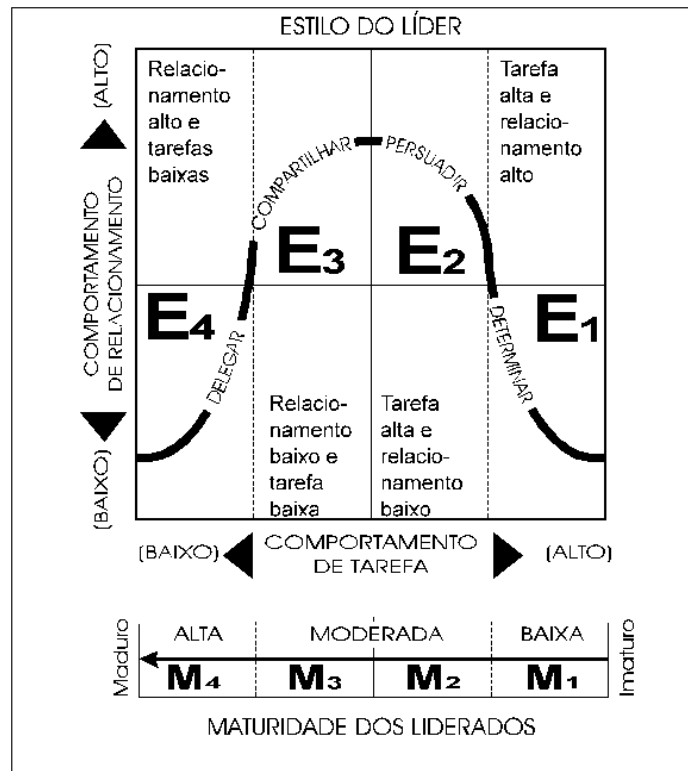 ESTILO DO LÍDER
(ALTO)
COMPORTAMENTO
DE RELACIONAMENTO
(BAIXO)
Relacio-
namento
alto e
tarefas
baixas
Tarefa
alta e
relacio-
namento
alto
COMPARTILHAR
PERSUADIR
E3
E2
E4
E1
DELEGAR
DETERMINAR
Relacio-
namento
baixo e
tarefa
baixa
Tarefa
alta e
relacio-
namento
baixo
(BAIXO)
COMPORTAMENTO
DE TAREFA
(ALTO)
Maduro
ALTA
MODERADA
BAIXA
Imaturo
M4
M3
M2
M1
MATURIDADE DOS LIDERADOS